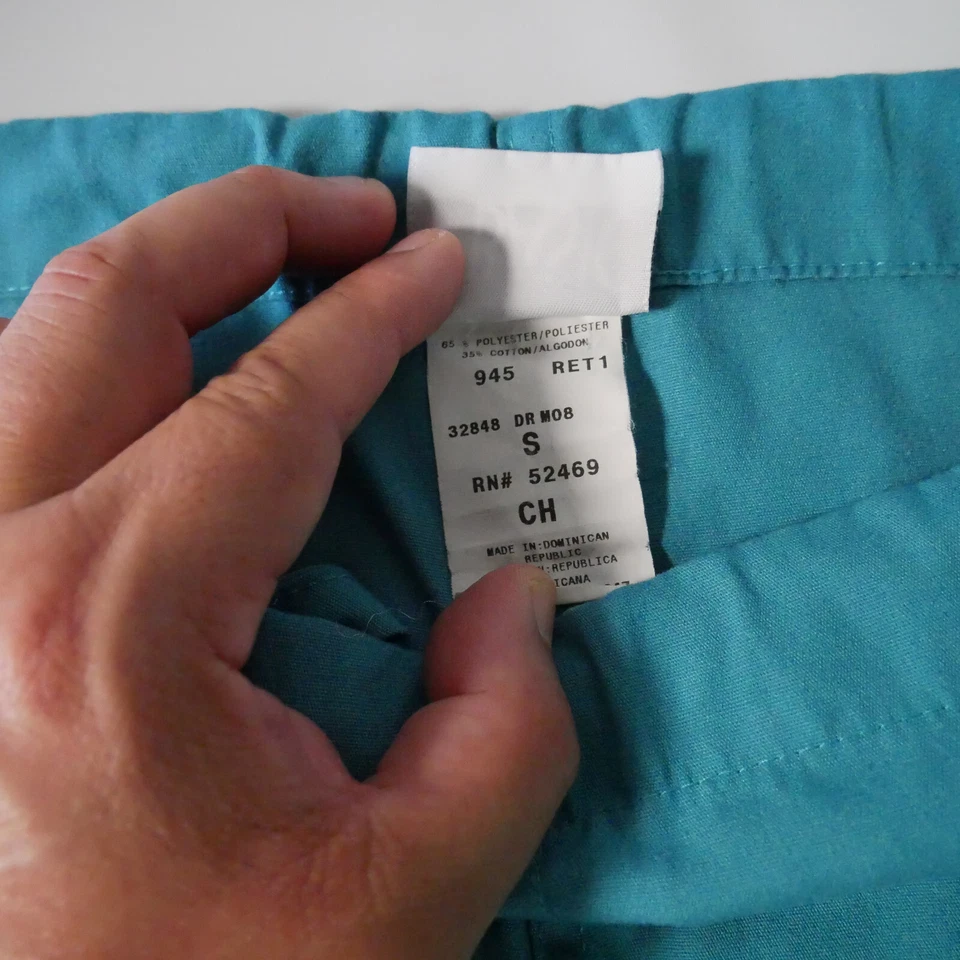 65 % POLYESTER/POLIESTER
35% COTTON/ALGODON
945 RET1
32848 DR M08
S
RN# 52469
CH
MADE IN:DOMINICAN
REPUBLIC
:REPUBLICA
ICANA